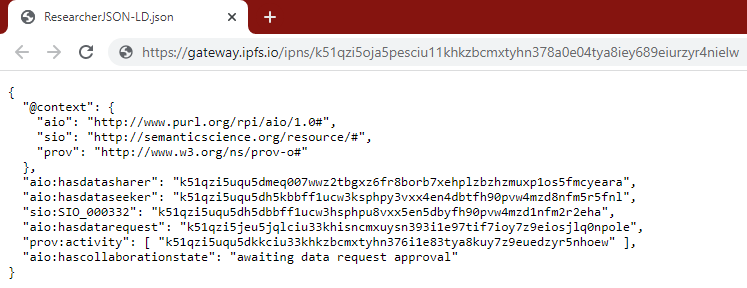 ResearcherJSON-LD.json
https://gateway.ipfs.io/ipns/k51qzi5oja5pesciu11khkzbcmxtyhn378a0e04tya8iey689eiurzyr4nielw
{
"@context": {
"aio": "http://www.purl.org/rpi/aio/1.0#",
"sio": "http://semanticscience.org/resource/#",
"prov": "http://www.w3.org/ns/prov-o#"
},
"aio:hasdatasharer": "k51qzi5uqu5dmeq007wwz2tbgxz6fr8borb7xehplzbzhzmuxp1os5fmcyeara",
"aio:hasdataseeker": "k51qzi5uqu5dh5kbbff1ucw3ksphpy3vxx4en4dbtfh90pvw4mzd8nfm5r5fnl",
"sio:SIO_000332": "k51qzi5uqu5dh5dbbff1ucw3hsphpu8vxx5en5dbyfh90pvw4mzd1nfm2r2eha",
"aio:hasdatarequest": "k51qzi5jeu5jqlciu33khisncmxuysn393i1e97tif7ioy7z9eiosjlq0npole",
"prov:activity": [ "k51qzi5uqu5dkkciu33khkzbcmxtyhn376i1e83tya8kuy7z9euedzyr5nhoew" ],
"aio:hascollaborationstate": "awaiting data request approval"
}